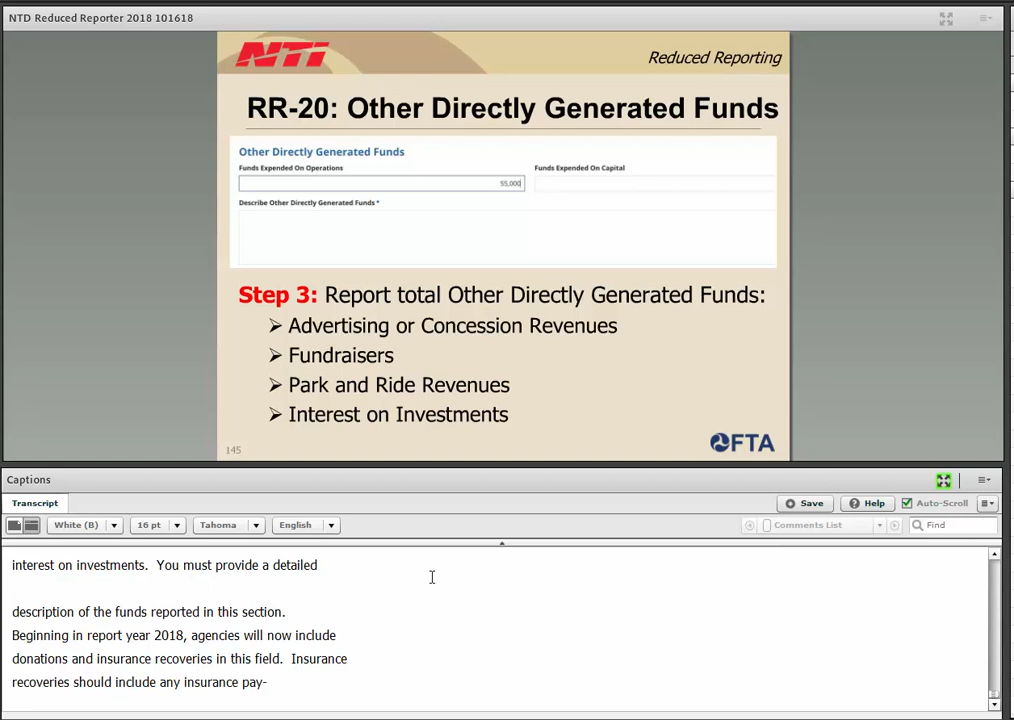 NTD Reduced Reporter 2018 101618
NTI
Reduced Reporting
RR-20: Other Directly Generated Funds
Other Directly Generated Funds
Funds Expended On Operations
Funds Expended On Capital
55,000
Describe Other Directly Generated Funds *
Step 3: Report total Other Directly Generated Funds:
➢ Advertising or Concession Revenues
➢ Fundraisers
➢ Park and Ride Revenues
➢ Interest on Investments
145
FTA
Captions
Transcript
Save
Help
Auto-Scroll
White (B)
16 pt
Tahoma
English
Comments List
Find
interest on investments.  You must provide a detailed
description of the funds reported in this section.
Beginning in report year 2018, agencies will now include
donations and insurance recoveries in this field.  Insurance
recoveries should include any insurance pay-